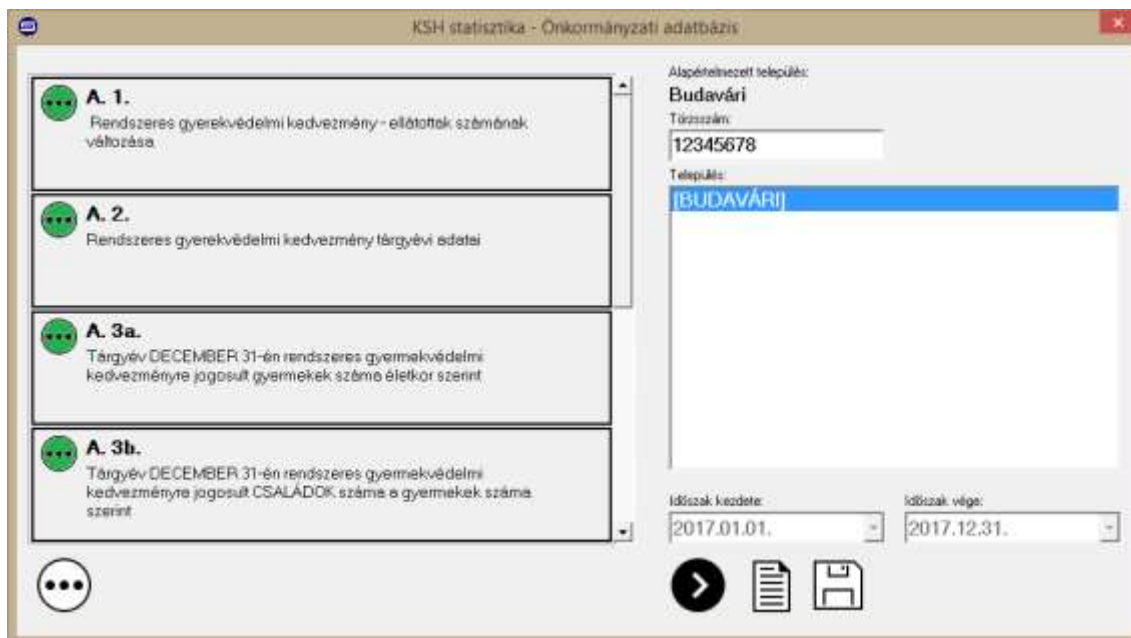 KSH statisztika - Önkormányzati adatbázis
A. 1.
Rendszeres gyerekvédelmi kedvezmény - ellátottak számának
változása
A. 2.
Rendszeres gyerekvédelmi kedvezmény tárgyévi adatai
A. 3a.
Tárgyév DECEMBER 31-én rendszeres gyermekvédelmi
kedvezményre jogosult gyermekek száma életkor szerint
A. 3b.
Tárgyév DECEMBER 31-én rendszeres gyermekvédelmi
kedvezményre jogosult CSALÁDOK száma a gyermekek száma
szerint
Alapértelmezett település:
Budavári
Törzsszám:
12345678
Település:
[BUDAVÁRI]
Időszak kezdete:
2017.01.01.
Időszak vége:
2017.12.31.